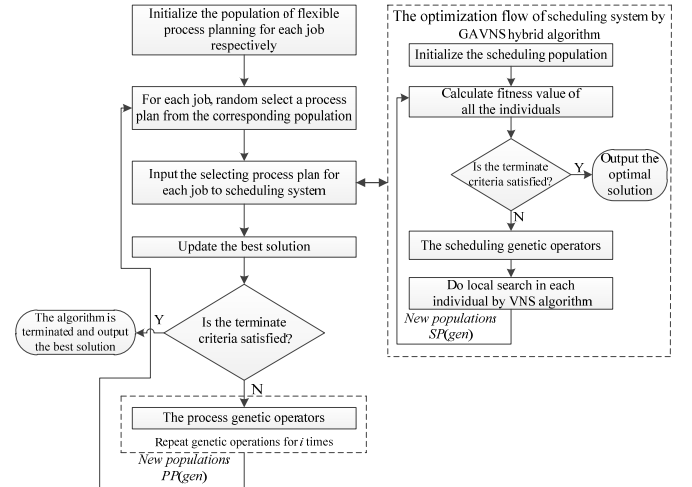 Initialize the population of flexible
process planning for each job
respectively
For each job, random select a process
plan from the corresponding population
Input the selecting process plan for
each job to scheduling system
Update the best solution
Is the terminate
criteria satisfied?
Y
The algorithm is
terminated and output
the best solution
N
The process genetic operators
Repeat genetic operations for i times
New populations
PP(gen)
The optimization flow of scheduling system by
GAVNS hybrid algorithm
Initialize the scheduling population
Calculate fitness value of
all the individuals
Is the terminate
criteria satisfied?
Y
Output the
optimal
solution
N
The scheduling genetic operators
Do local search in each
individual by VNS algorithm
New populations
SP(gen)